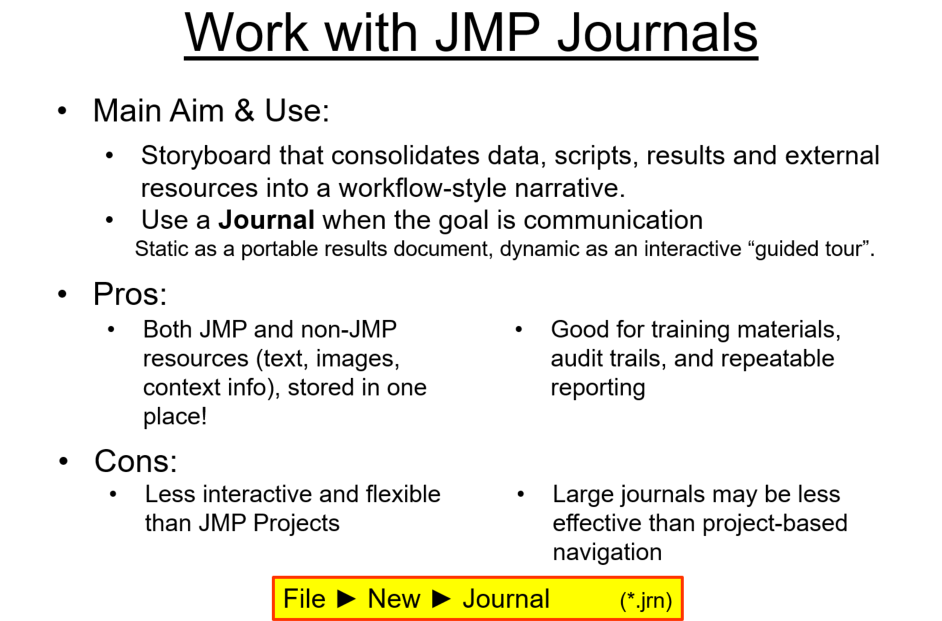 Work with JMP Journals
• Main Aim & Use:
• Storyboard that consolidates data, scripts, results and external
resources into a workflow-style narrative.
• Use a Journal when the goal is communication
Static as a portable results document, dynamic as an interactive “guided tour”.
• Pros:
• Both JMP and non-JMP
resources (text, images,
context info), stored in one
place!
• Good for training materials,
audit trails, and repeatable
reporting
• Cons:
• Less interactive and flexible
than JMP Projects
• Large journals may be less
effective than project-based
navigation
File ► New ► Journal (*.jrn)